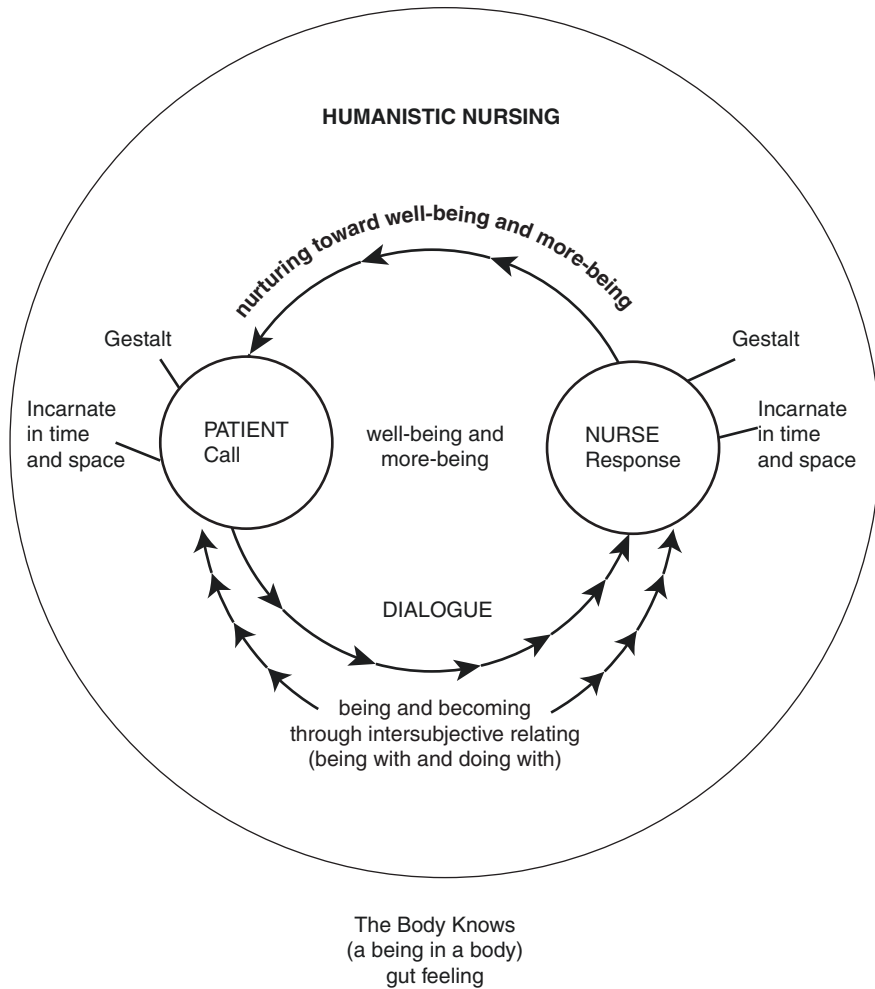 HUMANISTIC NURSING
nurturing toward well-being and more-being
Gestalt
Gestalt
Incarnate
in time
and space
PATIENT
Call
well-being and
more-being
NURSE
Response
Incarnate
in time
and space
DIALOGUE
being and becoming
through intersubjective relating
(being with and doing with)
The Body Knows
(a being in a body)
gut feeling